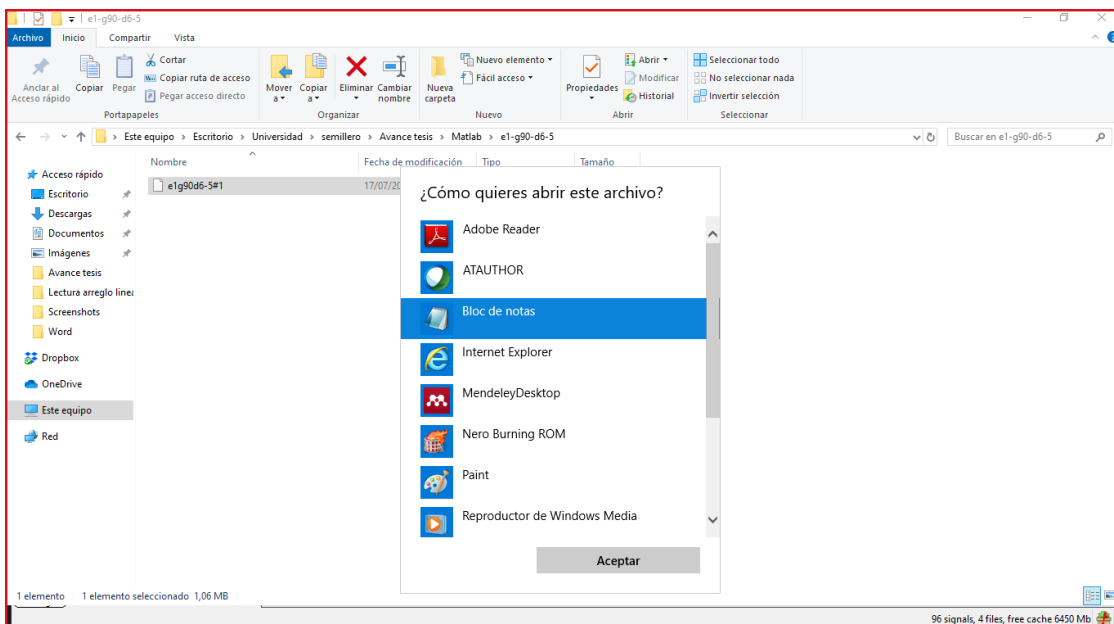 e1-g90-d6-5
Archivo Inicio Compartir Vista
Anclar al Acceso rápido
Copiar
Pegar
Cortar
Copiar ruta de acceso
Pegar acceso directo
Portapapeles
Mover a
Copiar a
Eliminar
Cambiar nombre
Organizar
Nueva carpeta
Nuevo elemento
Fácil acceso
Nuevo
Propiedades
Abrir
Modificar
Historial
Abrir
Seleccionar todo
No seleccionar nada
Invertir selección
Seleccionar
Este equipo > Escritorio > Universidad > semillero > Avance tesis > Matlab > e1-g90-d6-5
Buscar en e1-g90-d6-5
Nombre Fecha de modificación Tipo Tamaño
e1g90d6-5#1 17/07/20
Acceso rápido
Escritorio
Descargas
Documentos
Imágenes
Avance tesis
Lectura arreglo linea
Screenshots
Word
Dropbox
OneDrive
Este equipo
Red
¿Cómo quieres abrir este archivo?
Adobe Reader
ATAUTHOR
Bloc de notas
Internet Explorer
MendeleyDesktop
Nero Burning ROM
Paint
Reproductor de Windows Media
Aceptar
1 elemento 1 elemento seleccionado 1,06 MB
96 signals, 4 files, free cache 6450 Mb